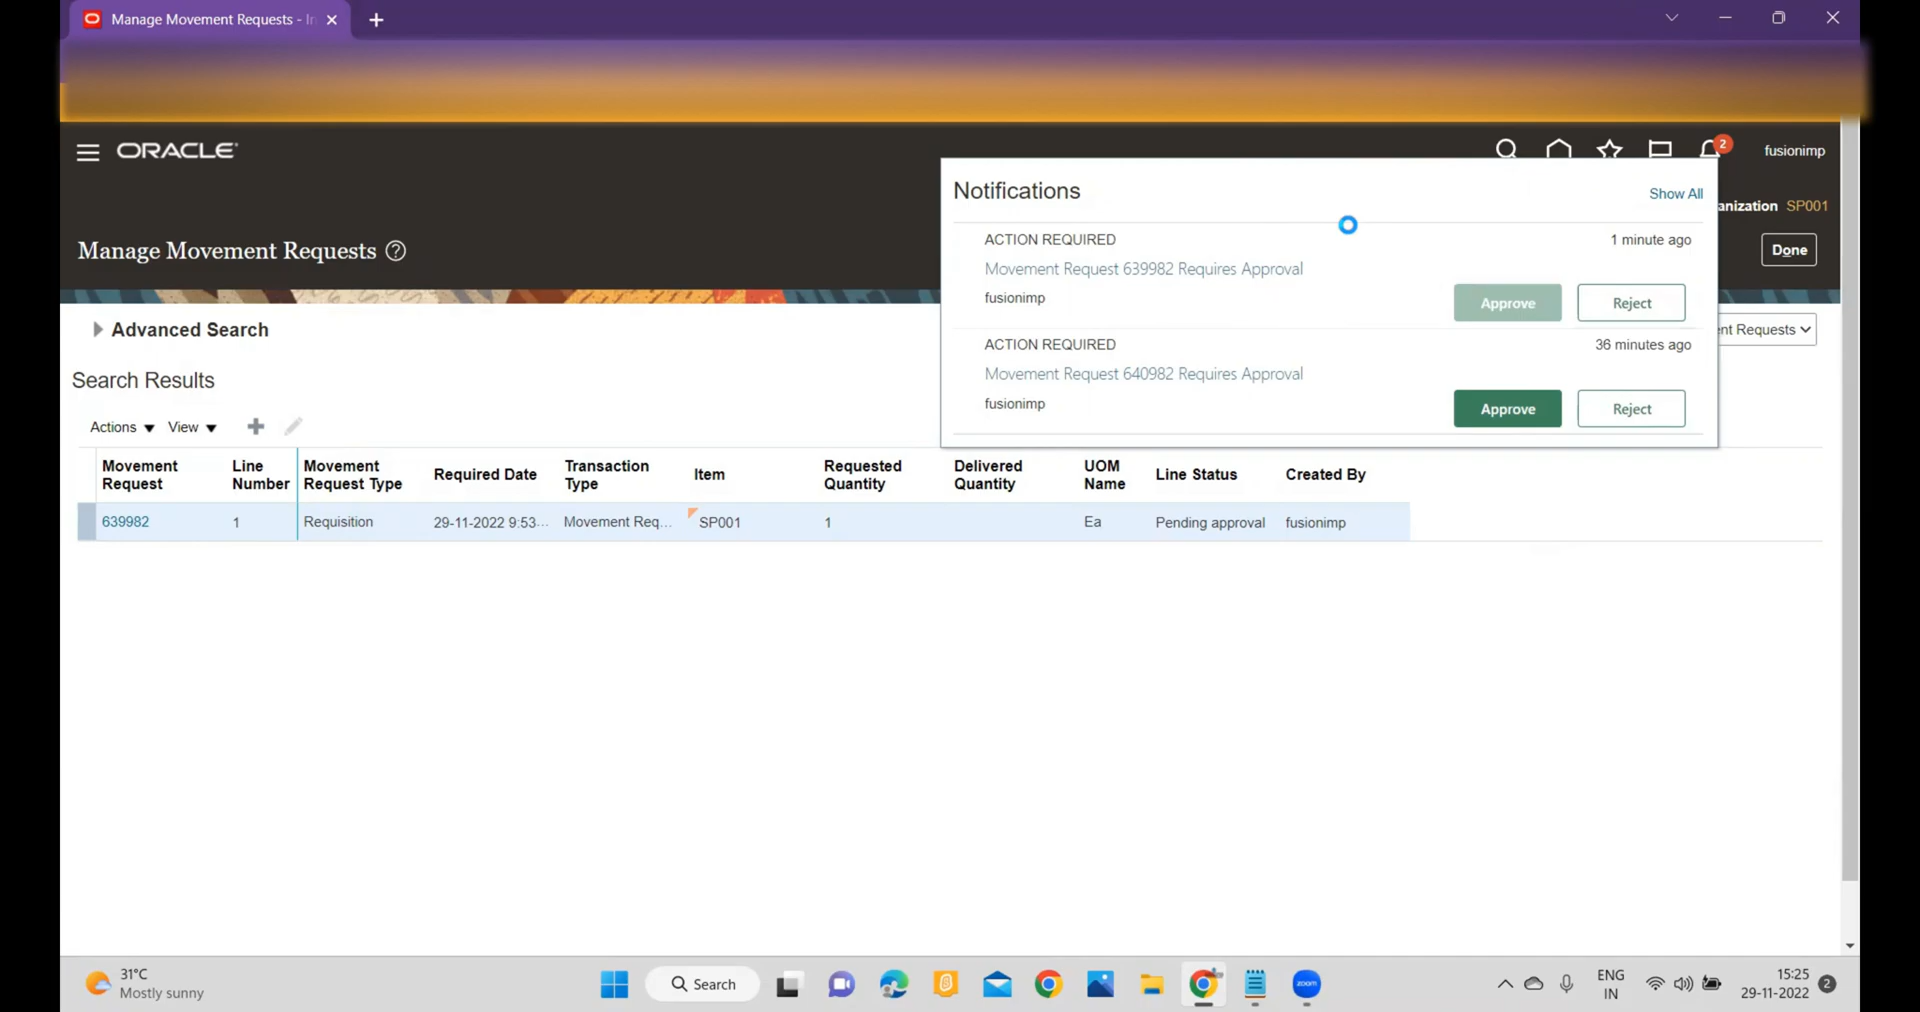 Manage Movement Requests - In
ORACLE
2
fusionimp
Notifications
Show All
anization SP001
Manage Movement Requests ?
Done
ACTION REQUIRED
1 minute ago
Movement Request 639982 Requires Approval
fusionimp
Approve
Reject
ACTION REQUIRED
36 minutes ago
Movement Request 640982 Requires Approval
fusionimp
Approve
Reject
Advanced Search
nt Requests
Search Results
Actions
View
Movement Request
Line Number
Movement Request Type
Required Date
Transaction Type
Item
Requested Quantity
Delivered Quantity
UOM Name
Line Status
Created By
639982
1
Requisition
29-11-2022 9:53...
Movement Req...
SP001
1
Ea
Pending approval
fusionimp
31°C
Mostly sunny
Search
zoom
ENG
IN
15:25
29-11-2022
2